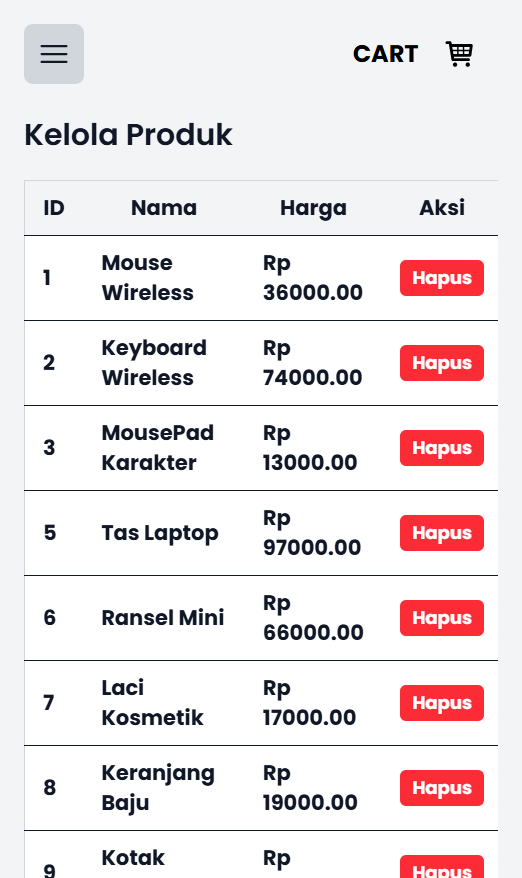 CART
Kelola Produk
ID Nama Harga Aksi
1 Mouse Wireless Rp 36000.00 Hapus
2 Keyboard Wireless Rp 74000.00 Hapus
3 MousePad Karakter Rp 13000.00 Hapus
5 Tas Laptop Rp 97000.00 Hapus
6 Ransel Mini Rp 66000.00 Hapus
7 Laci Kosmetik Rp 17000.00 Hapus
8 Keranjang Baju Rp 19000.00 Hapus
9 Kotak Rp Hapus